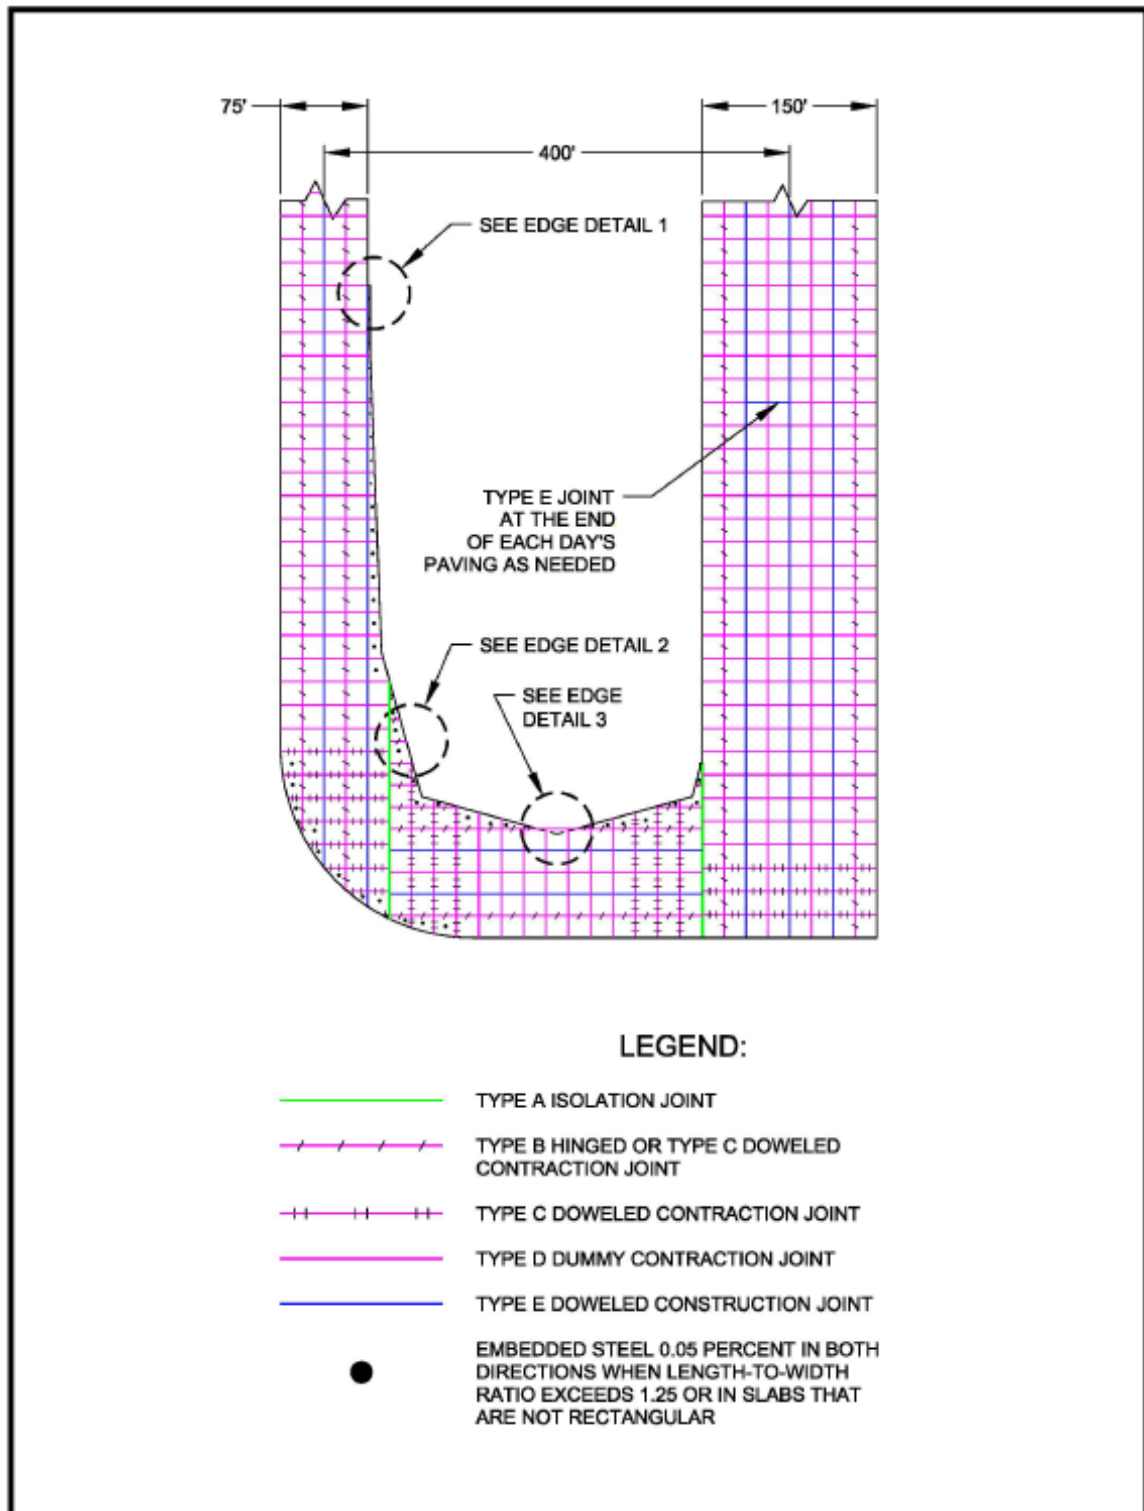 75'
150'
400'
SEE EDGE DETAIL 1
TYPE E JOINT
AT THE END
OF EACH DAY'S
PAVING AS NEEDED
SEE EDGE DETAIL 2
SEE EDGE
DETAIL 3
LEGEND:
TYPE A ISOLATION JOINT
TYPE B HINGED OR TYPE C DOWELED
CONTRACTION JOINT
TYPE C DOWELED CONTRACTION JOINT
TYPE D DUMMY CONTRACTION JOINT
TYPE E DOWELED CONSTRUCTION JOINT
EMBEDDED STEEL 0.05 PERCENT IN BOTH
DIRECTIONS WHEN LENGTH-TO-WIDTH
RATIO EXCEEDS 1.25 OR IN SLABS THAT
ARE NOT RECTANGULAR